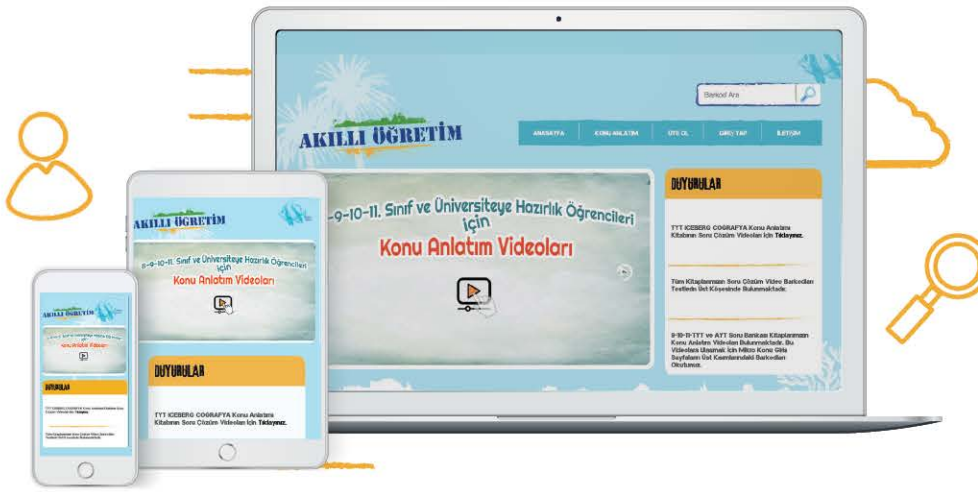 Barkod Ara
AKILLI ÖĞRETİM
ANASAYFA KONU ANLATIM ÜYE OL GİRİŞ YAP İLETİŞİM
-9-10-11. Sınıf ve Üniversiteye Hazırlık Öğrencileri
için
Konu Anlatım Videoları
DUYURULAR
TYT ICEBERG COĞRAFYA Konu Anlatımı
Kitabının Soru Çözüm Videoları İçin Tıklayınız.
Tüm Kitaplarımızın Soru Çözüm Video Barkodları
Testlerin Üst Köşesinde Bulunmaktadır.
9-10-11-TYT ve AYT Soru Bankası Kitaplarımızın
Konu Anlatım Videoları Bulunmaktadır. Bu
Videolara Ulaşmak İçin Mikro Konu Giriş
Sayfaların Üst Kısımlarındaki Barkodları
Okutunuz.
AKILLI ÖĞRETİM
-9-10-11. Sınıf ve Üniversiteye Hazırlık Öğrencileri
için
Konu Anlatım Videoları
DUYURULAR
TYT ICEBERG COĞRAFYA Konu Anlatımı
Kitabının Soru Çözüm Videoları İçin Tıklayınız.
AKILLI ÖĞRETİM
Konu Anlatım Videoları
DUYURULAR